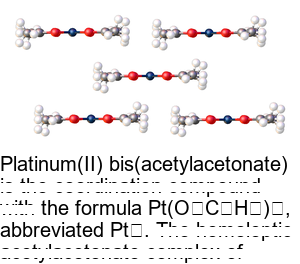 Platinum(II) bis(acetylacetonate)
is the coordination compound
with the formula Pt(O□C□H□)□,
abbreviated Pt□. The homoleptic
acetylacetonate complex of